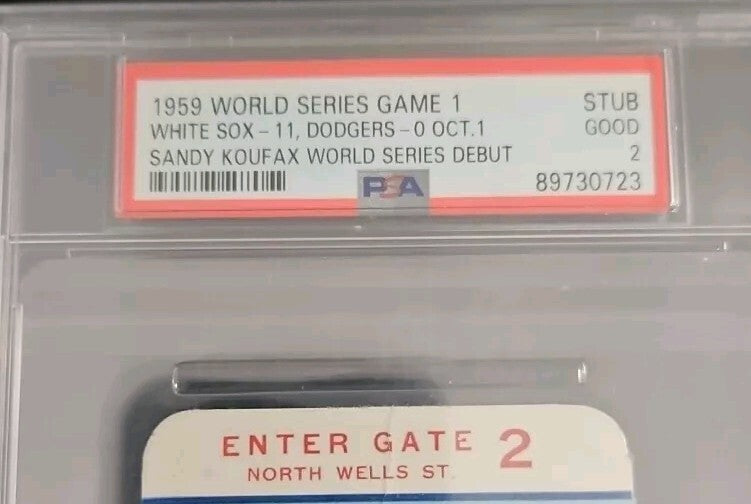 1959 WORLD SERIES GAME 1 STUB
WHITE SOX - 11, DODGERS - 0 OCT.1 GOOD
SANDY KOUFAX WORLD SERIES DEBUT 2
PSA 89730723
ENTER GATE 2
NORTH WELLS ST.